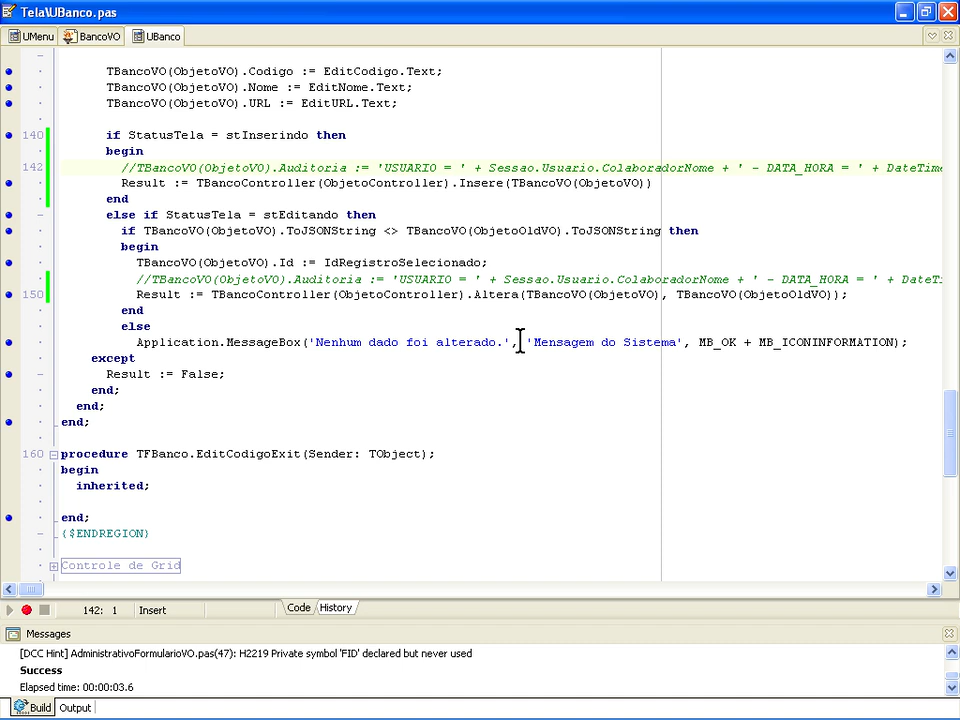 Tela\UBanco.pas
UMenu BancoVO UBanco
TBancoVO(ObjetoVO).Codigo := EditCodigo.Text;
TBancoVO(ObjetoVO).Nome := EditNome.Text;
TBancoVO(ObjetoVO).URL := EditURL.Text;
140 if StatusTela = stInserindo then
begin
142 //TBancoVO(ObjetoVO).Auditoria := 'USUARIO = ' + Sessao.Usuario.ColaboradorNome + ' - DATA_HORA = ' + DateTime
Result := TBancoController(ObjetoController).Insere(TBancoVO(ObjetoVO))
end
else if StatusTela = stEditando then
if TBancoVO(ObjetoVO).ToJSONString <> TBancoVO(ObjetoOldVO).ToJSONString then
begin
TBancoVO(ObjetoVO).Id := IdRegistroSelecionado;
//TBancoVO(ObjetoVO).Auditoria := 'USUARIO = ' + Sessao.Usuario.ColaboradorNome + ' - DATA_HORA = ' + DateTi
150 Result := TBancoController(ObjetoController).Altera(TBancoVO(ObjetoVO), TBancoVO(ObjetoOldVO));
end
else
Application.MessageBox('Nenhum dado foi alterado.', 'Mensagem do Sistema', MB_OK + MB_ICONINFORMATION);
except
Result := False;
end;
end;
end;
160 procedure TFBanco.EditCodigoExit(Sender: TObject);
begin
inherited;
end;
{$ENDREGION}
Controle de Grid
142: 1 Insert Code History
Messages
[DCC Hint] AdministrativoFormularioVO.pas(47): H2219 Private symbol 'FID' declared but never used
Success
Elapsed time: 00:00:03.6
Build Output